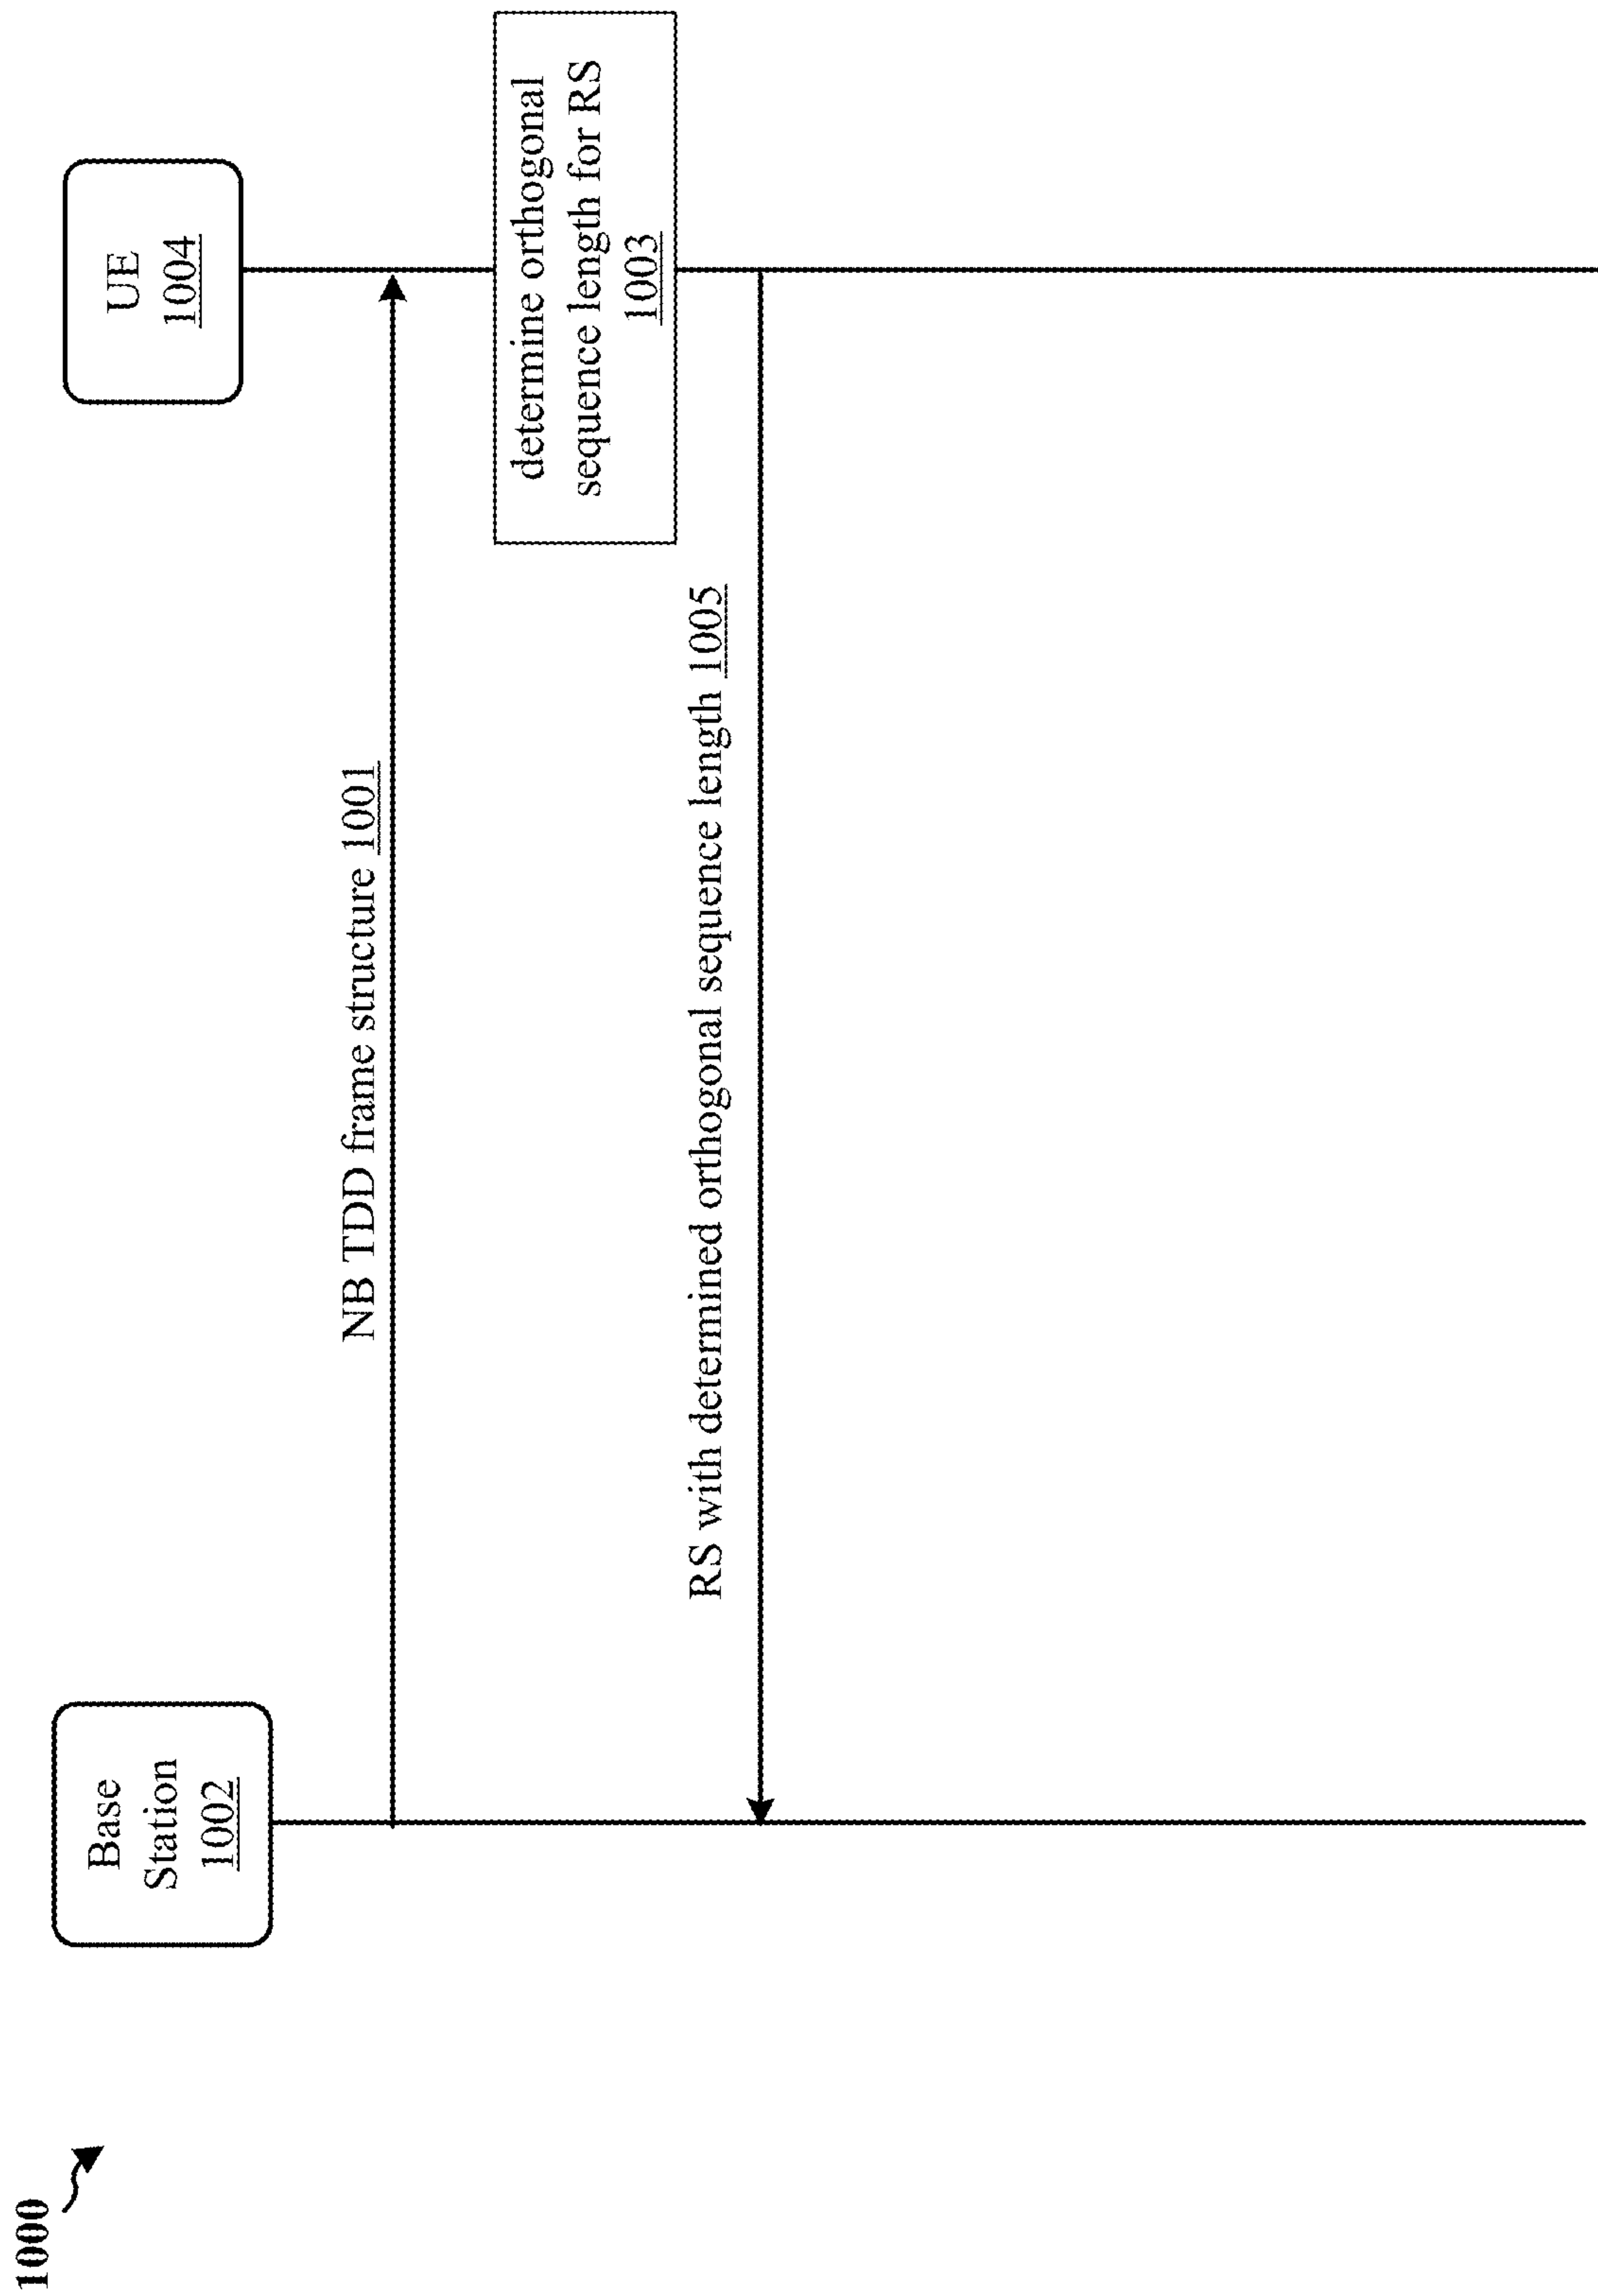 1000
Base
Station
1002
UE
1004
NB TDD frame structure 1001
determine orthogonal
sequence length for RS
1003
RS with determined orthogonal sequence length 1005